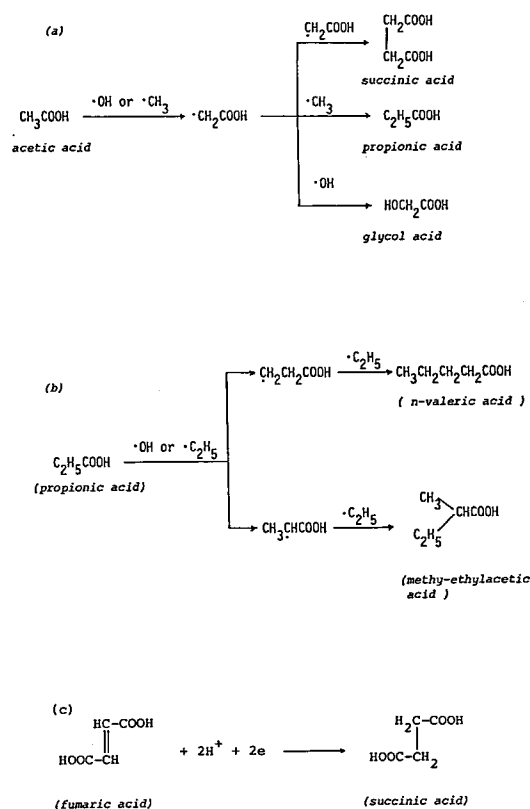 (a)
·CH₂COOH
CH₂COOH
CH₂COOH
succinic acid
CH₃COOH
·OH or ·CH₃
·CH₂COOH
·CH₃
C₂H₅COOH
acetic acid
propionic acid
·OH
HOCH₂COOH
glycol acid
(b)
·CH₂CH₂COOH
·C₂H₅
CH₃CH₂CH₂CH₂COOH
( n-valeric acid )
C₂H₅COOH
·OH or ·C₂H₅
(propionic acid)
CH₃CHCOOH
·C₂H₅
CH₃
CHCOOH
C₂H₅
(methy-ethylacetic
acid )
(c)
HC-COOH
HOOC-CH
+ 2H⁺ + 2e
H₂C-COOH
HOOC-CH₂
(fumaric acid)
(succinic acid)